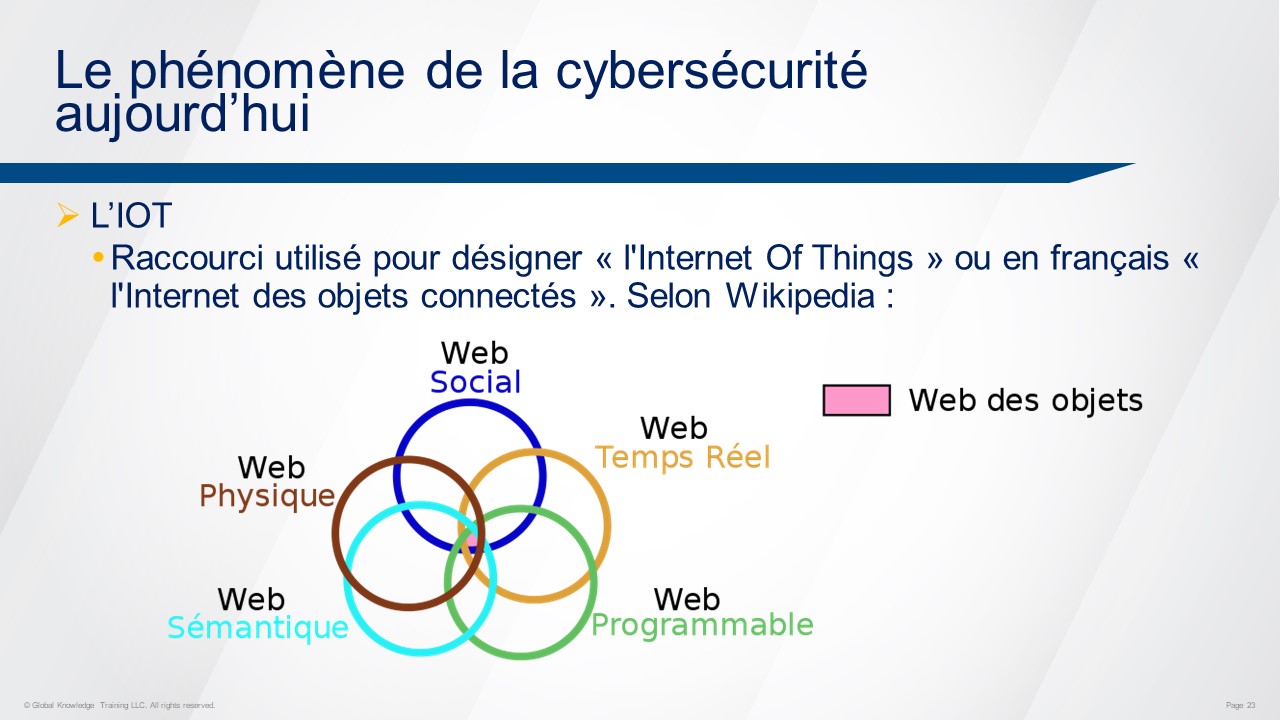 Le phénomène de la cybersécurité
aujourd’hui
L’IOT
Raccourci utilisé pour désigner « l'Internet Of Things » ou en français «
l'Internet des objets connectés ». Selon Wikipedia :
Web
Social
Web des objets
Web
Temps Réel
Web
Physique
Web
Sémantique
Web
Programmable
© Global Knowledge Training LLC. All rights reserved.
Page 23